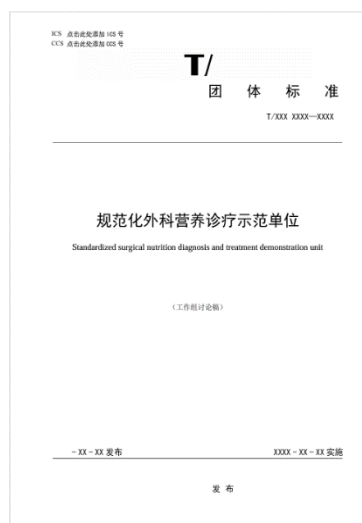 ICS 点击此处添加 ICS 号
CCS 点击此处添加 CCS 号
T/
团 体 标 准
T/XXX XXXX—XXXX
规范化外科营养诊疗示范单位
Standardized surgical nutrition diagnosis and treatment demonstration unit
（工作组讨论稿）
- XX - XX 发布
XXXX - XX - XX 实施
发 布